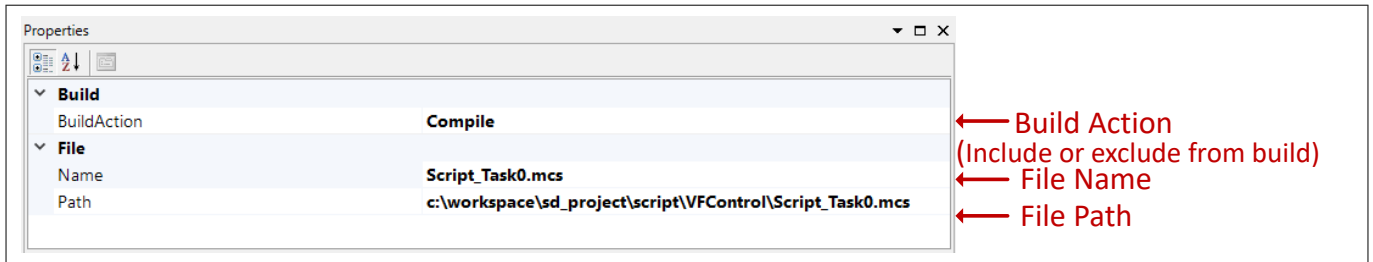 Properties
Build
BuildAction Compile
Build Action
(Include or exclude from build)
File
Name Script_Task0.mcs
File Name
Path c:\workspace\sd_project\script\VFControl\Script_Task0.mcs
File Path